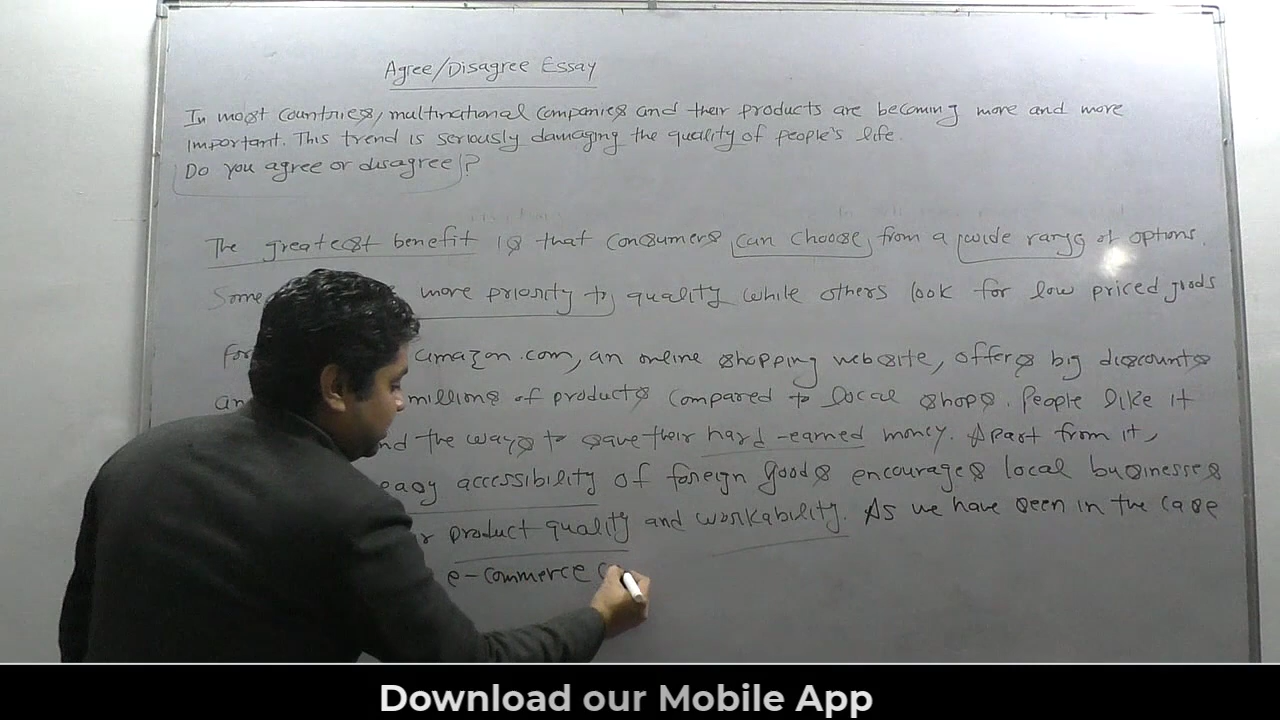 Agree/Disagree Essay
In most countries, multinational companies and their products are becoming more and more
important. This trend is seriously damaging the quality of people's life.
Do you agree or disagree?
The greatest benefit is that consumers can choose from a wide range of options.
Some more priority to quality while others look for low priced goods
For amazon.com, an online shopping website, offers big discounts
an millions of products compared to local shops. People like it
nd the ways to save their hard-earned money. Apart from it,
easy accessibility of foreign goods encourages local businesses
r product quality and workability. As we have seen in the case
e-commerce
Download our Mobile App